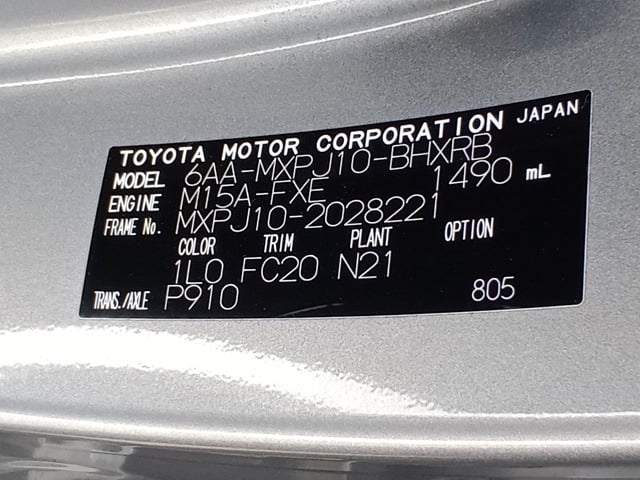 TOYOTA MOTOR CORPORATION JAPAN
MODEL 6AA-MXPJ10-BHXRB
ENGINE M15A-FXE 1490 mL
FRAME No. MXPJ10-2028221
COLOR TRIM PLANT OPTION
1L0 FC20 N21
TRANS./AXLE P910 805